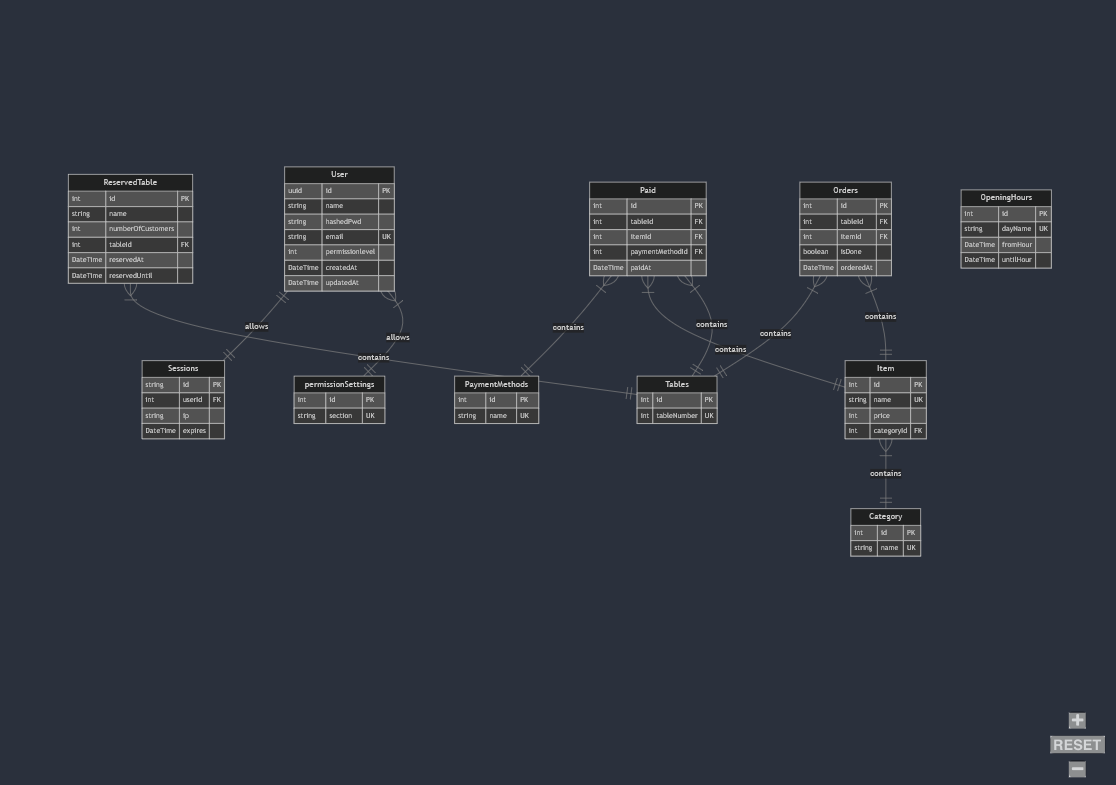 ReservedTable
int id PK
string name
int numberOfCustomers
int tableId FK
DateTime reservedAt
DateTime reservedUntil
User
uuid id PK
string name
string hashedPwd
string email UK
int permissionlevel
DateTime createdAt
DateTime updatedAt
Paid
int id PK
int tableId FK
int itemId FK
int paymentMethodId FK
DateTime paidAt
Orders
int id PK
int tableId FK
int itemId FK
boolean isDone
DateTime orderedAt
OpeningHours
int id PK
string dayName UK
DateTime fromHour
DateTime untilHour
allows
allows
contains
contains
contains
contains
contains
contains
Sessions
string id PK
int userId FK
string ip
DateTime expires
permissionSettings
int id PK
string section UK
PaymentMethods
int id PK
string name UK
Tables
int id PK
int tableNumber UK
Item
int id PK
string name UK
int price
int categoryId FK
contains
Category
int id PK
string name UK
+
RESET
−